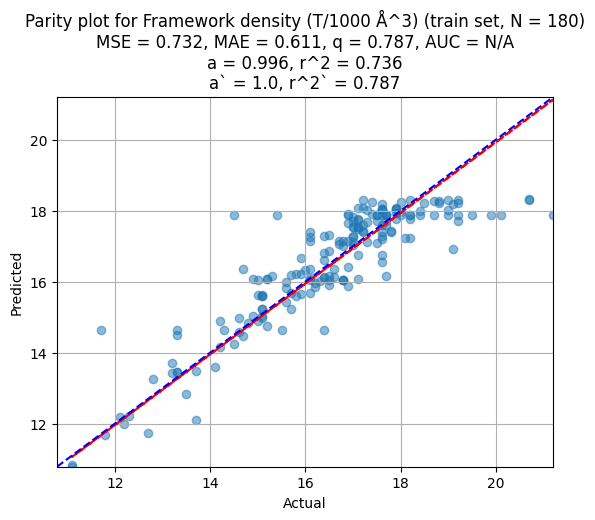 Parity plot for Framework density (T/1000 Å^3) (train set, N = 180)
MSE = 0.732, MAE = 0.611, q = 0.787, AUC = N/A
a = 0.996, r^2 = 0.736
a` = 1.0, r^2` = 0.787
20
18
16
14
12
Predicted
12 14 16 18 20
Actual